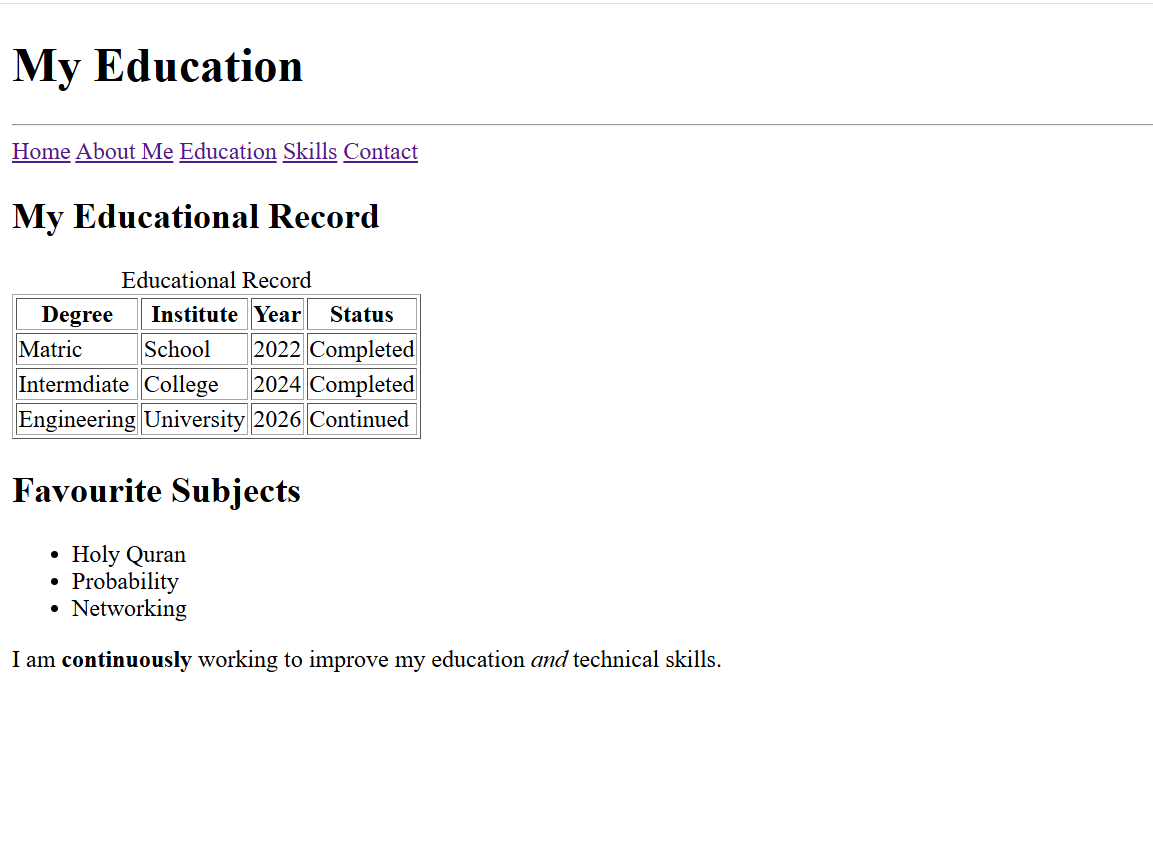 My Education
Home About Me Education Skills Contact
My Educational Record
Educational Record
Degree Institute Year Status
Matric School 2022 Completed
Intermdiate College 2024 Completed
Engineering University 2026 Continued
Favourite Subjects
Holy Quran
Probability
Networking
I am continuously working to improve my education and technical skills.